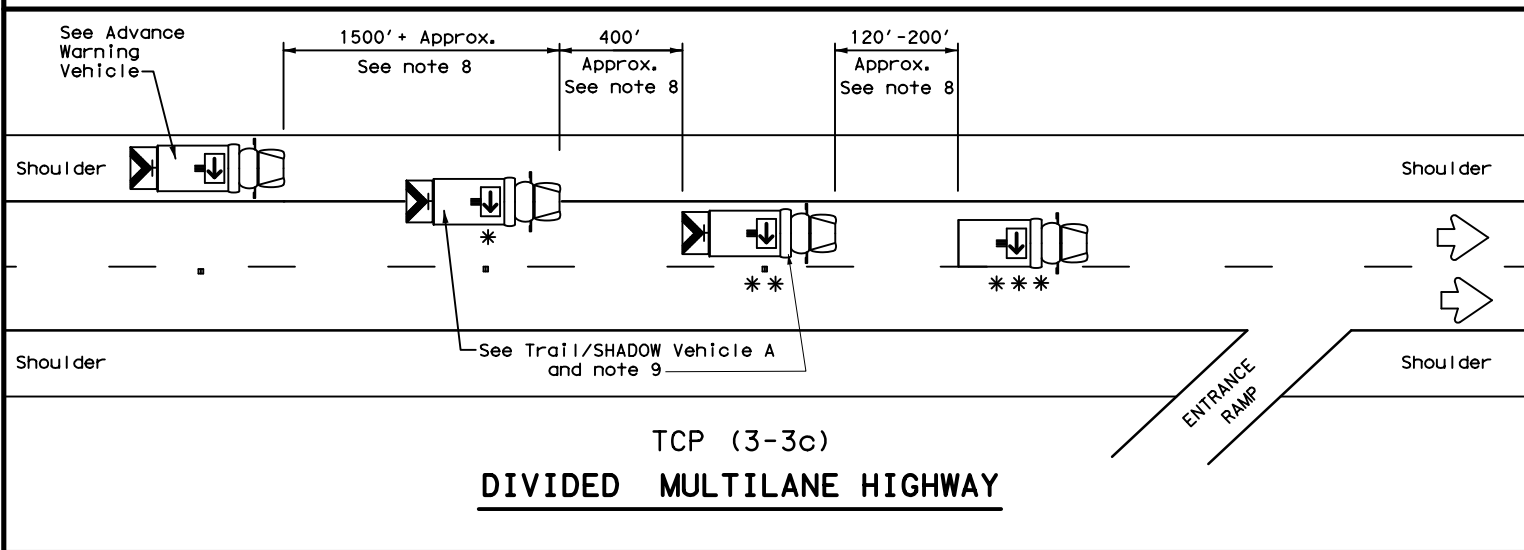 See Advance
Warning
Vehicle
1500'+ Approx.
See note 8
400'
Approx.
See note 8
120'-200'
Approx.
See note 8
Shoulder
Shoulder
*
**
***
See Trail/SHADOW Vehicle A
and note 9
Shoulder
Shoulder
ENTRANCE
RAMP
TCP (3-3c)
DIVIDED MULTILANE HIGHWAY